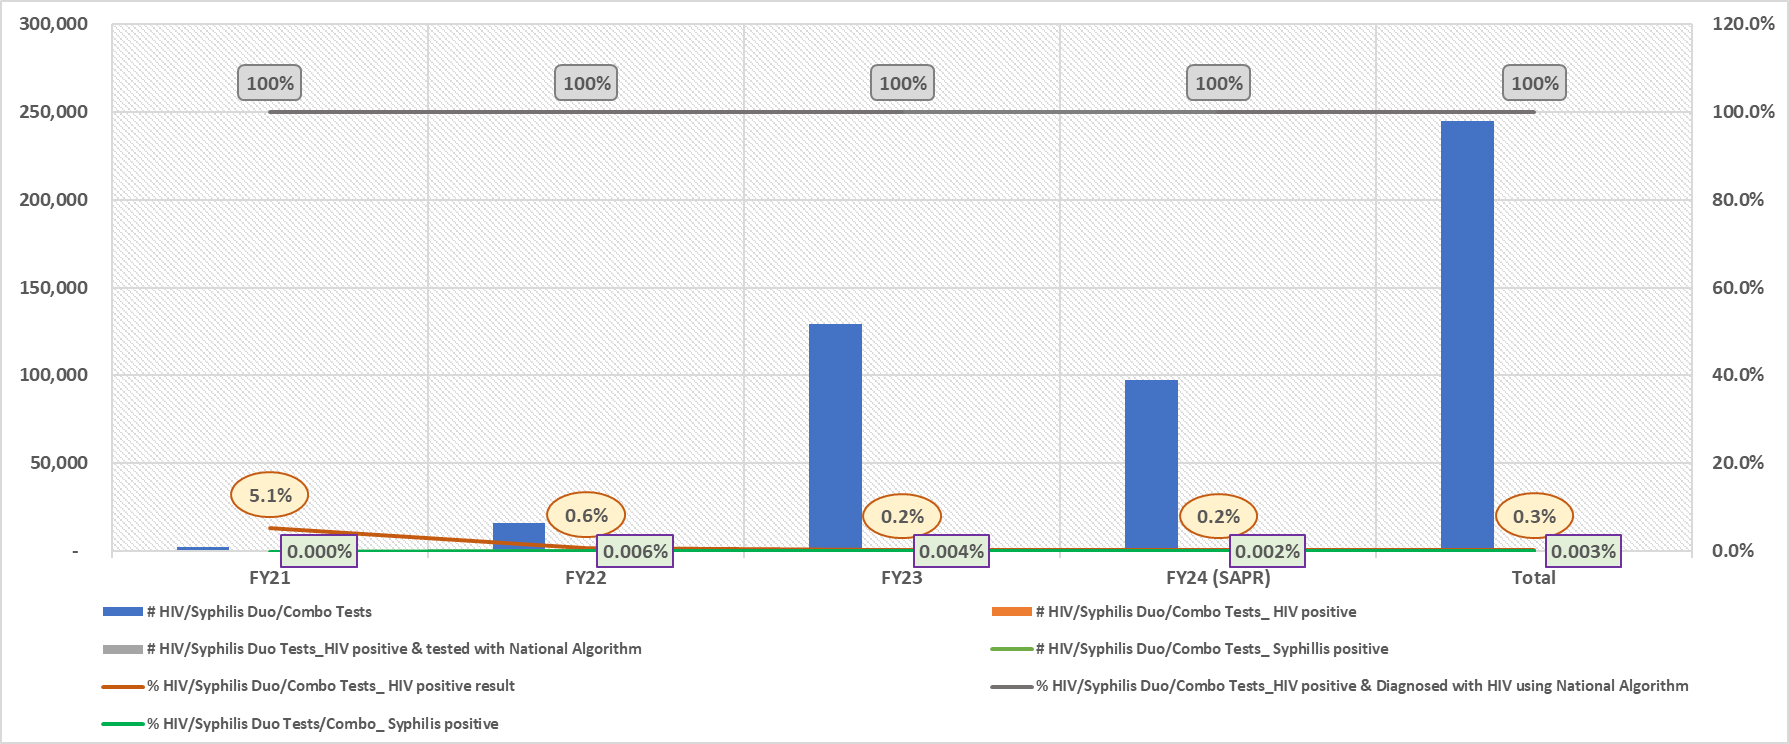 300,000
250,000
200,000
150,000
100,000
50,000
-
120.0%
100.0%
80.0%
60.0%
40.0%
20.0%
0.0%
100% 100% 100% 100% 100%
5.1% 0.6% 0.2% 0.2% 0.3%
0.000% 0.006% 0.004% 0.002% 0.003%
FY21 FY22 FY23 FY24 (SAPR) Total
# HIV/Syphilis Duo/Combo Tests
# HIV/Syphilis Duo/Combo Tests_ HIV positive
# HIV/Syphilis Duo Tests_HIV positive & tested with National Algorithm
# HIV/Syphilis Duo/Combo Tests_ Syphillis positive
% HIV/Syphilis Duo/Combo Tests_ HIV positive result
% HIV/Syphilis Duo/Combo Tests_HIV positive & Diagnosed with HIV using National Algorithm
% HIV/Syphilis Duo Tests/Combo_ Syphilis positive